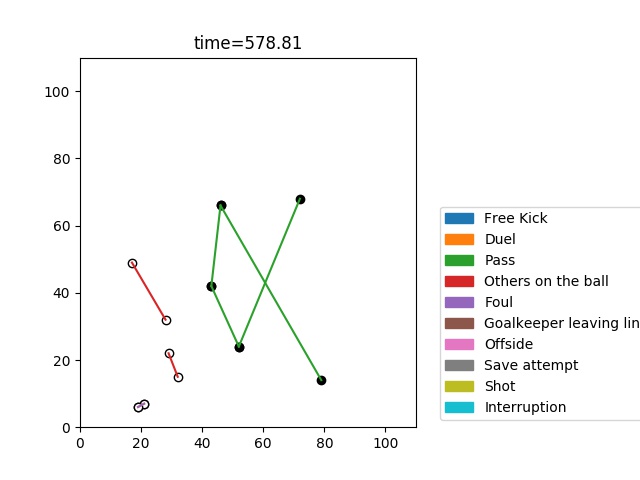 time=578.81
100
80
60
40
20
0
0 20 40 60 80 100
Free Kick
Duel
Pass
Others on the ball
Foul
Goalkeeper leaving lin
Offside
Save attempt
Shot
Interruption